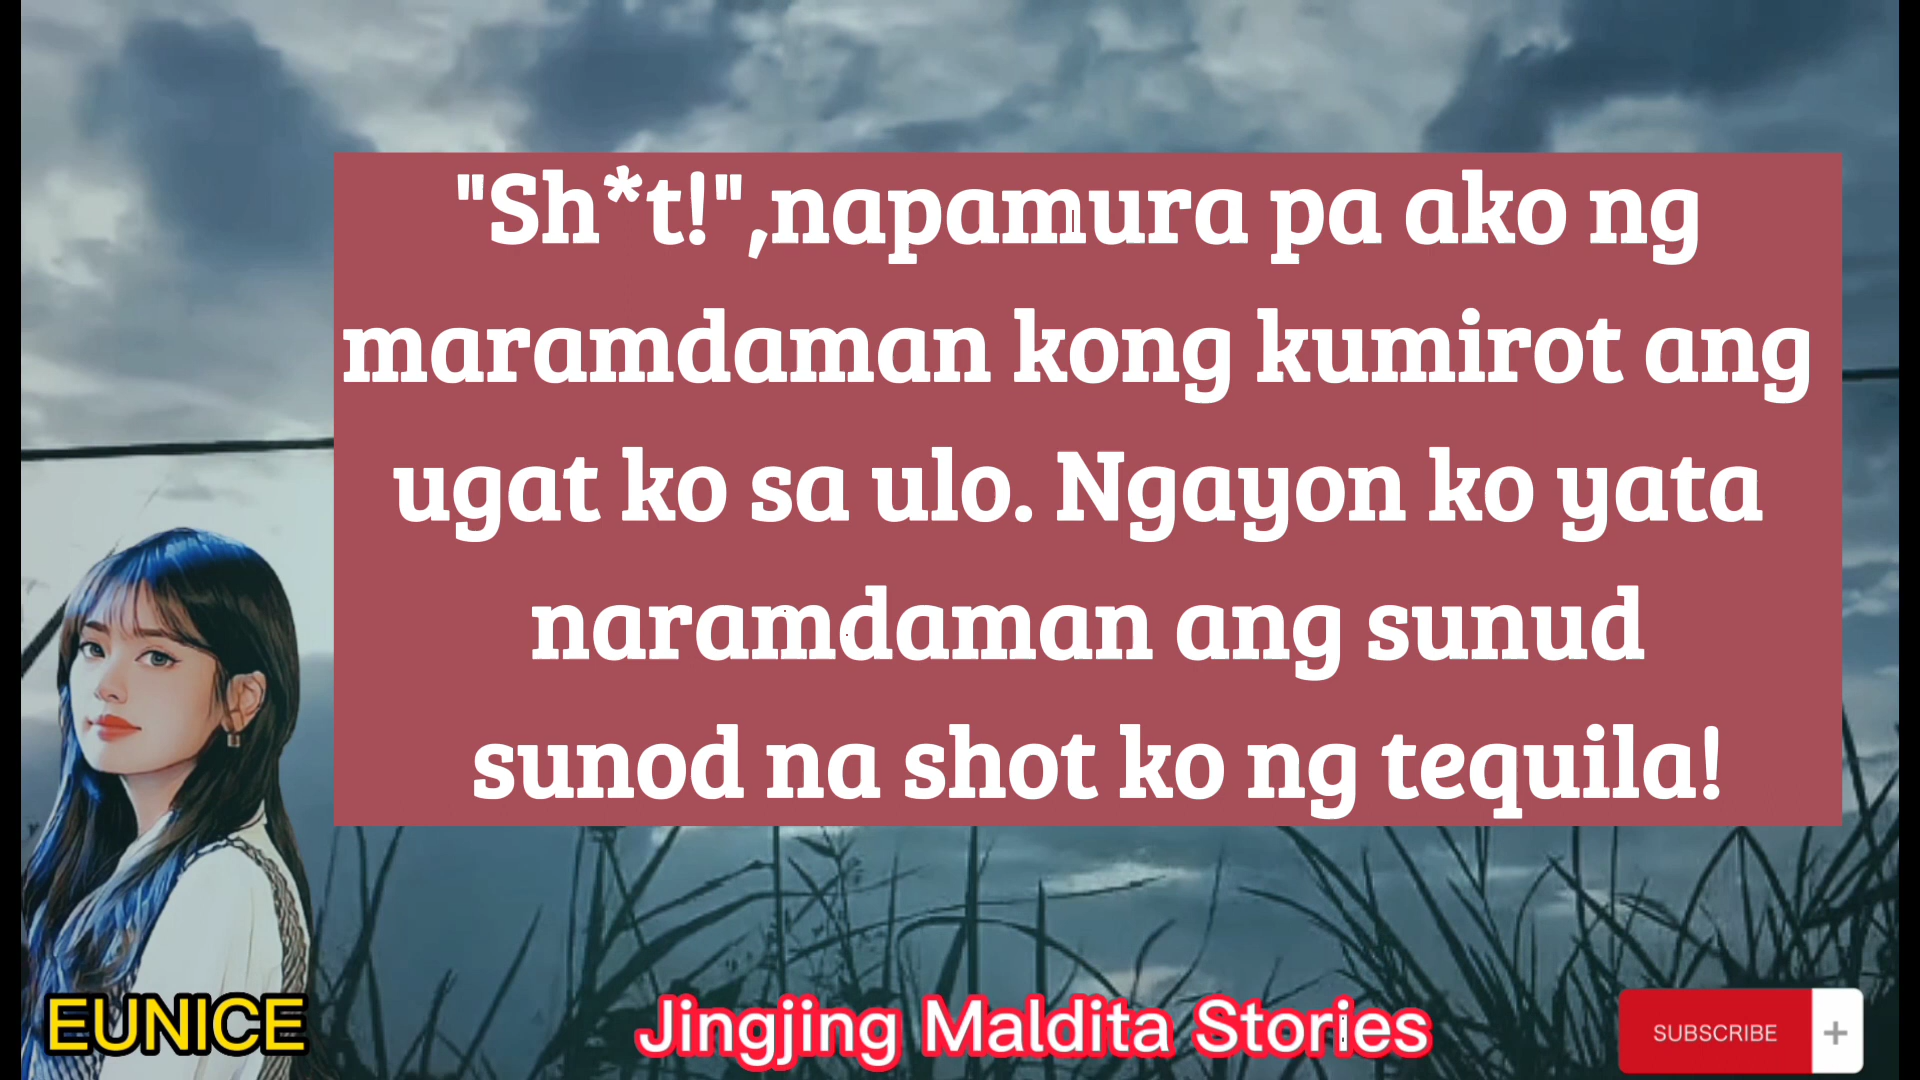 "Sh*t!",napamura pa ako ng
maramdaman kong kumirot ang
ugat ko sa ulo. Ngayon ko yata
naramdaman ang sunud
sunod na shot ko ng tequila!
EUNICE
Jingjing Maldita Stories
SUBSCRIBE +